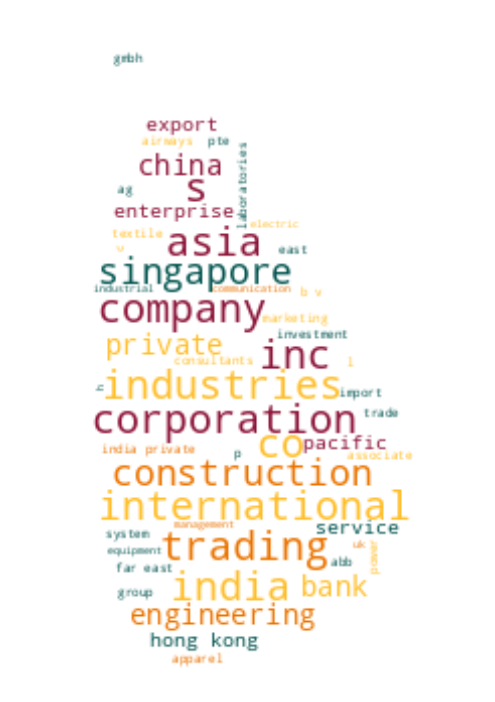 gmbh
export
airways pte
china
laboratories
ag s
enterprise
electric
textile asia
east
singapore
industrial communication b v
company
marketing
private investment
inc
consultants l
industries import
corporation trade
co pacific
india private p associate
construction
international
management service
system
trading uk
equipment abb power
far east
india bank
group
engineering
hong kong
apparel